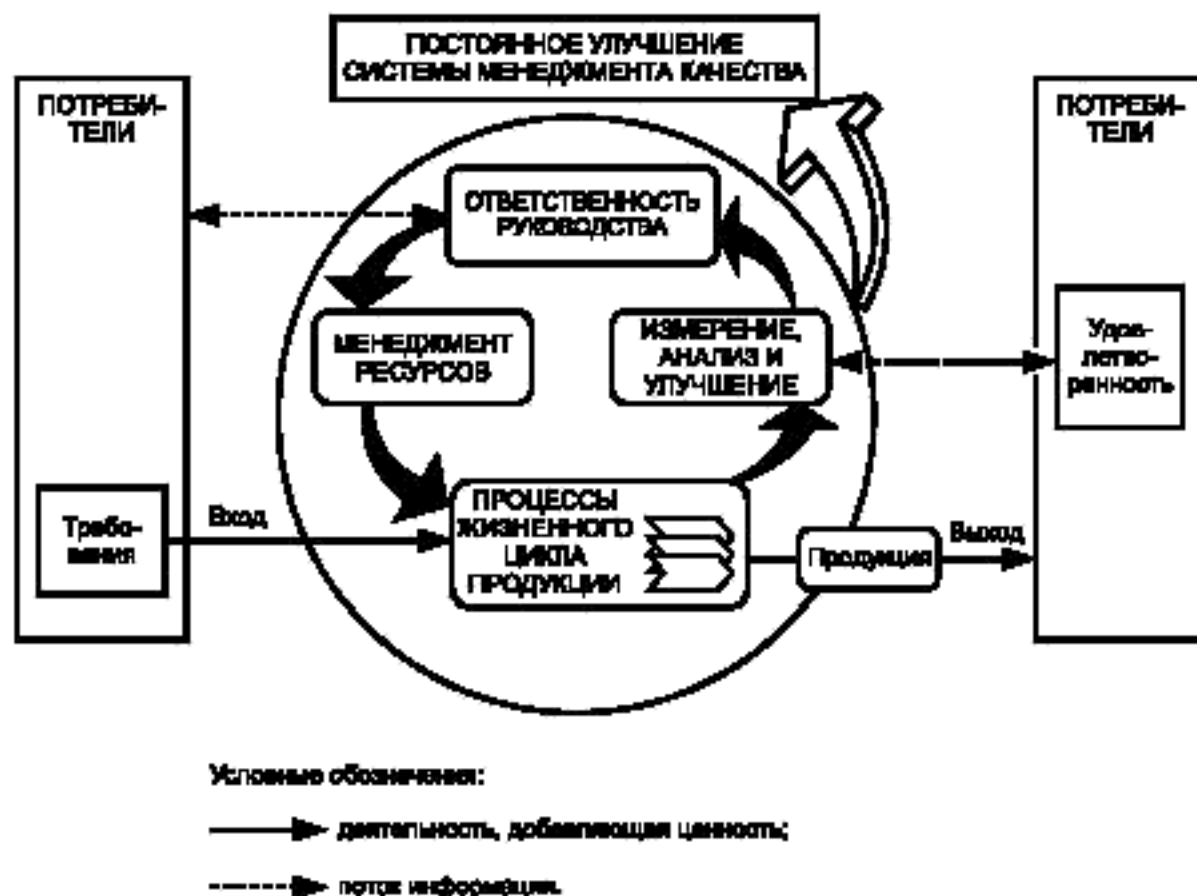 ПОСТОЯННОЕ УЛУЧШЕНИЕ
СИСТЕМЫ МЕНЕДЖМЕНТА КАЧЕСТВА
ПОТРЕБИ-
ТЕЛИ
ПОТРЕБИ-
ТЕЛИ
ОТВЕТСТВЕННОСТЬ
РУКОВОДСТВА
МЕНЕДЖМЕНТ
РЕСУРСОВ
ИЗМЕРЕНИЕ,
АНАЛИЗ И
УЛУЧШЕНИЕ
Удов-
летво-
ренность
Требо-
вания
Вход
ПРОЦЕССЫ
ЖИЗНЕННОГО
ЦИКЛА
ПРОДУКЦИИ
Продукция
Выход
Условные обозначения:
деятельность, добавляющая ценность;
поток информации.